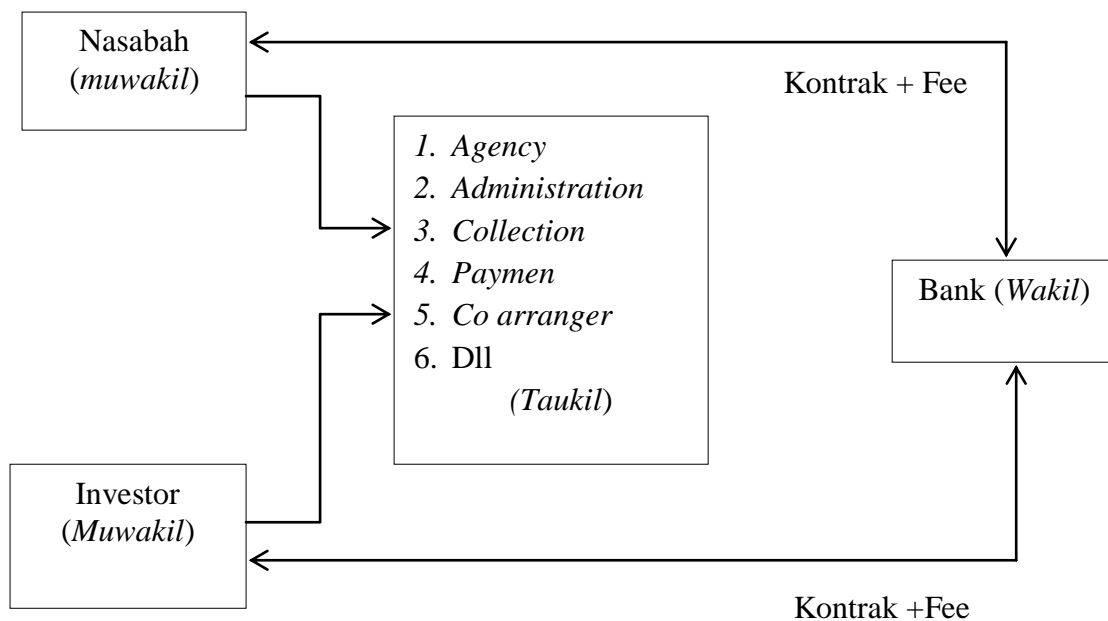 Nasabah
(muwakil)
Kontrak + Fee
1. Agency
2. Administration
3. Collection
4. Paymen
5. Co arranger
6. Dll
(Taukil)
Bank (Wakil)
Investor
(Muwakil)
Kontrak +Fee